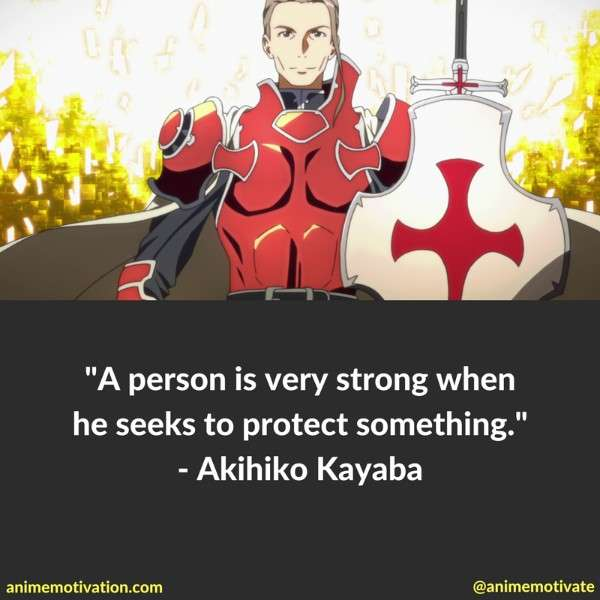 "A person is very strong when
he seeks to protect something."
- Akihiko Kayaba
animemotivation.com
@animemotivate